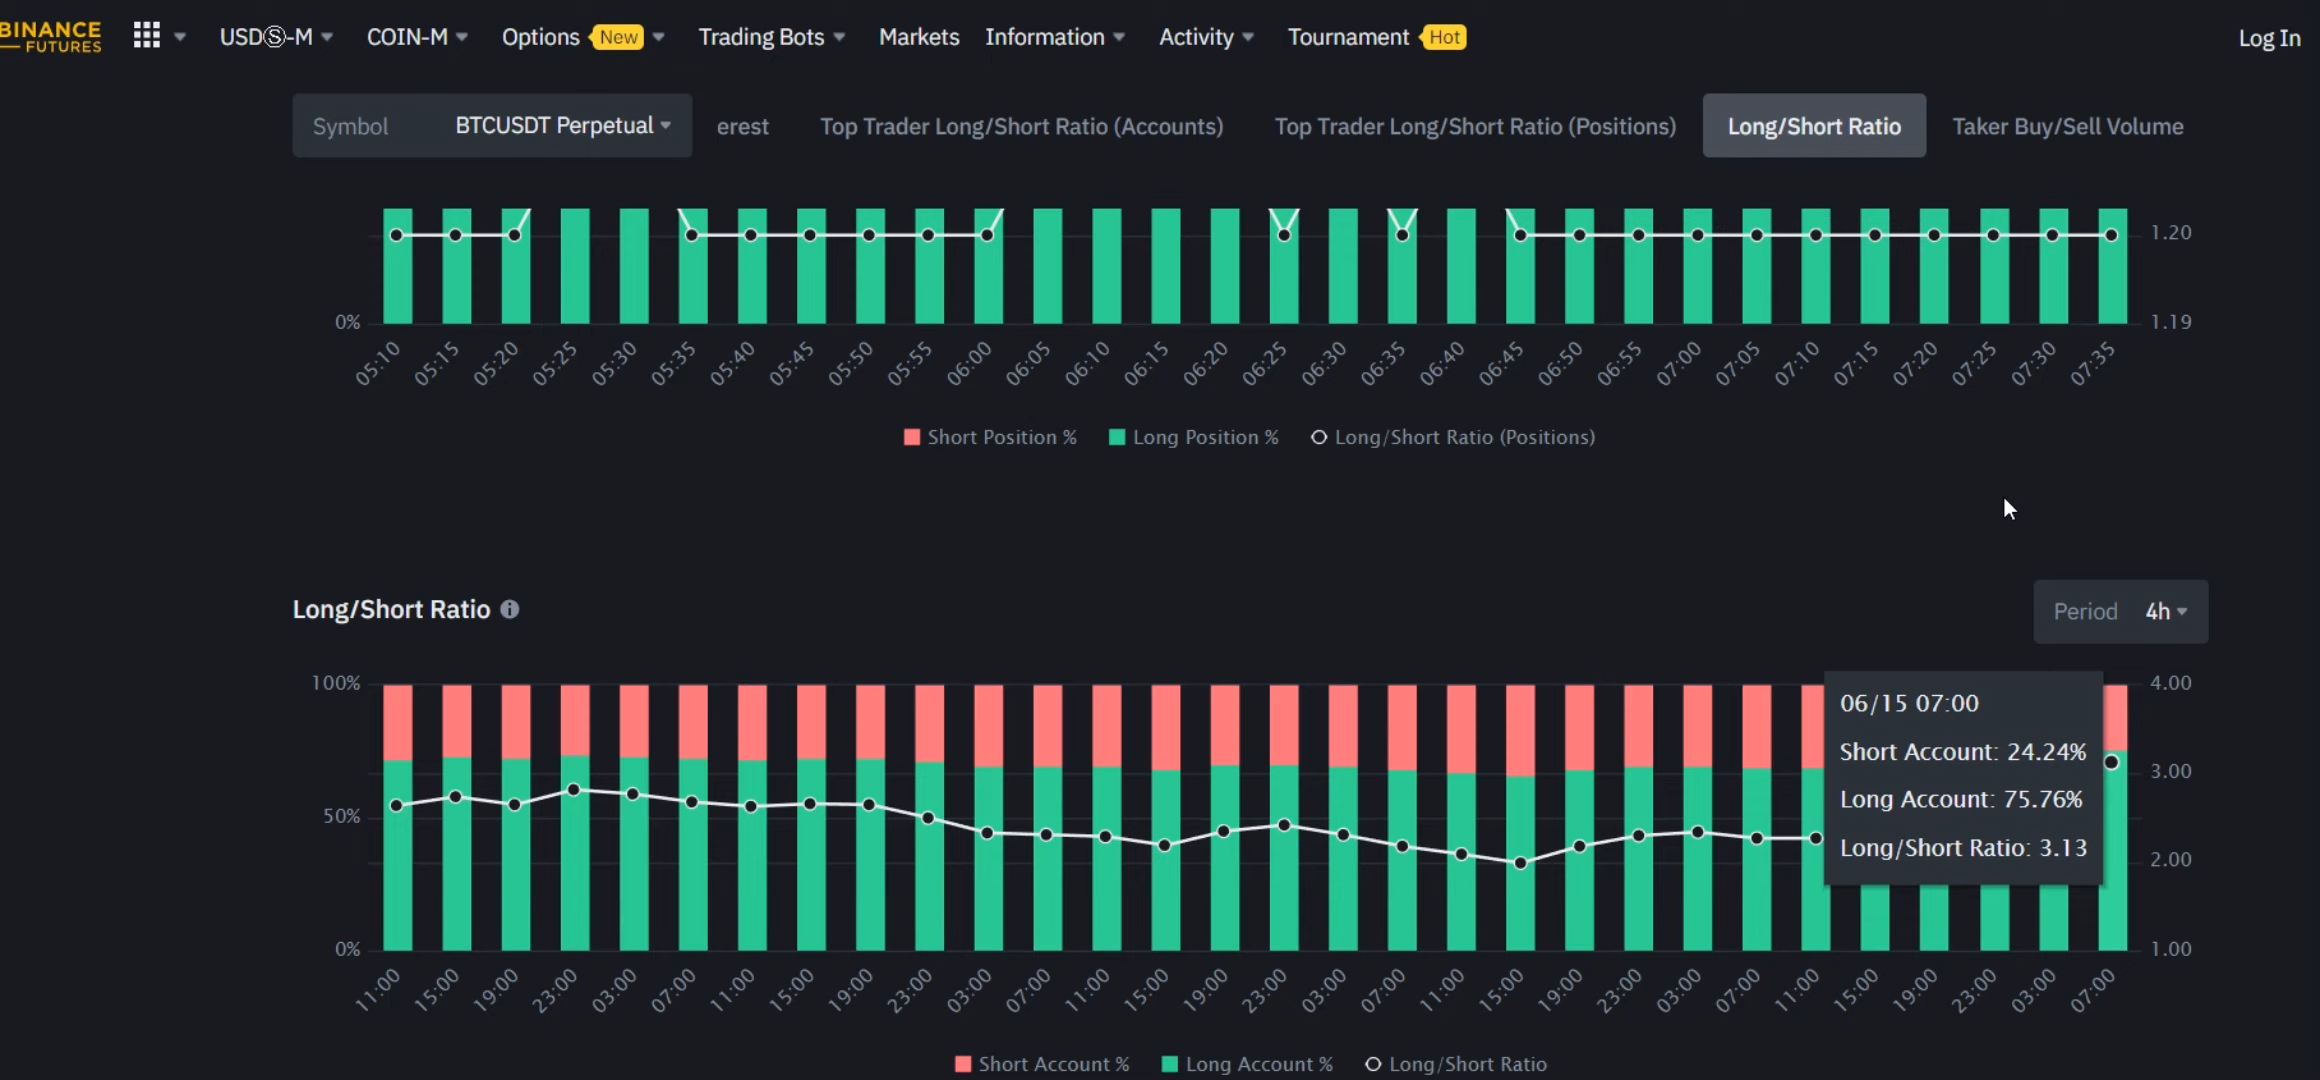 BINANCE
FUTURES
USDⓈ-M
COIN-M
Options New
Trading Bots
Markets
Information
Activity
Tournament Hot
Log In
Symbol BTCUSDT Perpetual
erest
Top Trader Long/Short Ratio (Accounts)
Top Trader Long/Short Ratio (Positions)
Long/Short Ratio
Taker Buy/Sell Volume
1.20
0%
1.19
05:10 05:15 05:20 05:25 05:30 05:35 05:40 05:45 05:50 05:55 06:00 06:05 06:10 06:15 06:20 06:25 06:30 06:35 06:40 06:45 06:50 06:55 07:00 07:05 07:10 07:15 07:20 07:25 07:30 07:35
Short Position % Long Position % Long/Short Ratio (Positions)
Long/Short Ratio
Period 4h
100%
50%
0%
06/15 07:00
Short Account: 24.24%
Long Account: 75.76%
Long/Short Ratio: 3.13
4.00
3.00
2.00
1.00
11:00 15:00 19:00 23:00 03:00 07:00 11:00 15:00 19:00 23:00 03:00 07:00 11:00 15:00 19:00 23:00 03:00 07:00 11:00 15:00 19:00 23:00 03:00 07:00 11:00 15:00 19:00 23:00 03:00 07:00
Short Account % Long Account % Long/Short Ratio